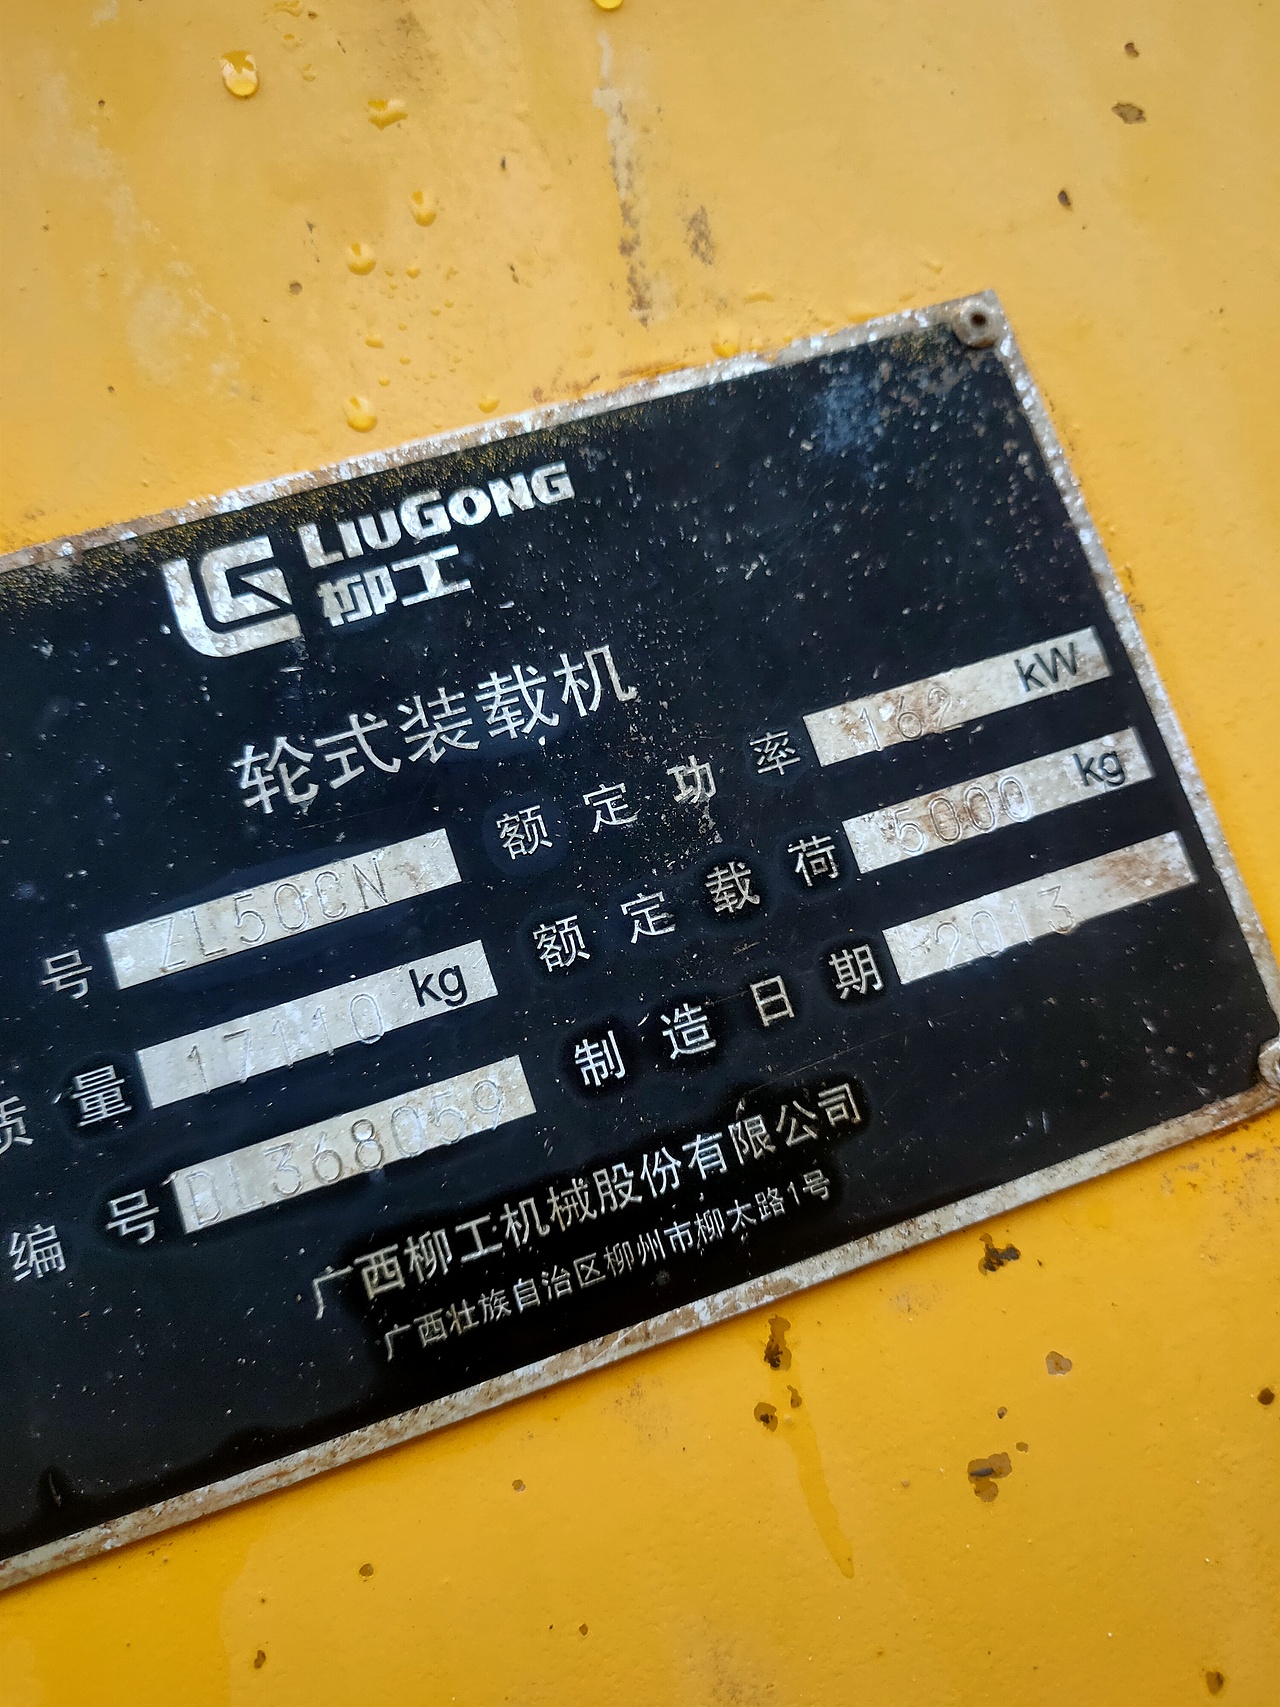 LIUGONG
柳工
轮式装载机
号 ZL50CN 额定功率 162 kW
质量 17110 kg 额定载荷 5000 kg
编号 DL368059 制造日期 2013
广西柳工机械股份有限公司
广西壮族自治区柳州市柳太路1号